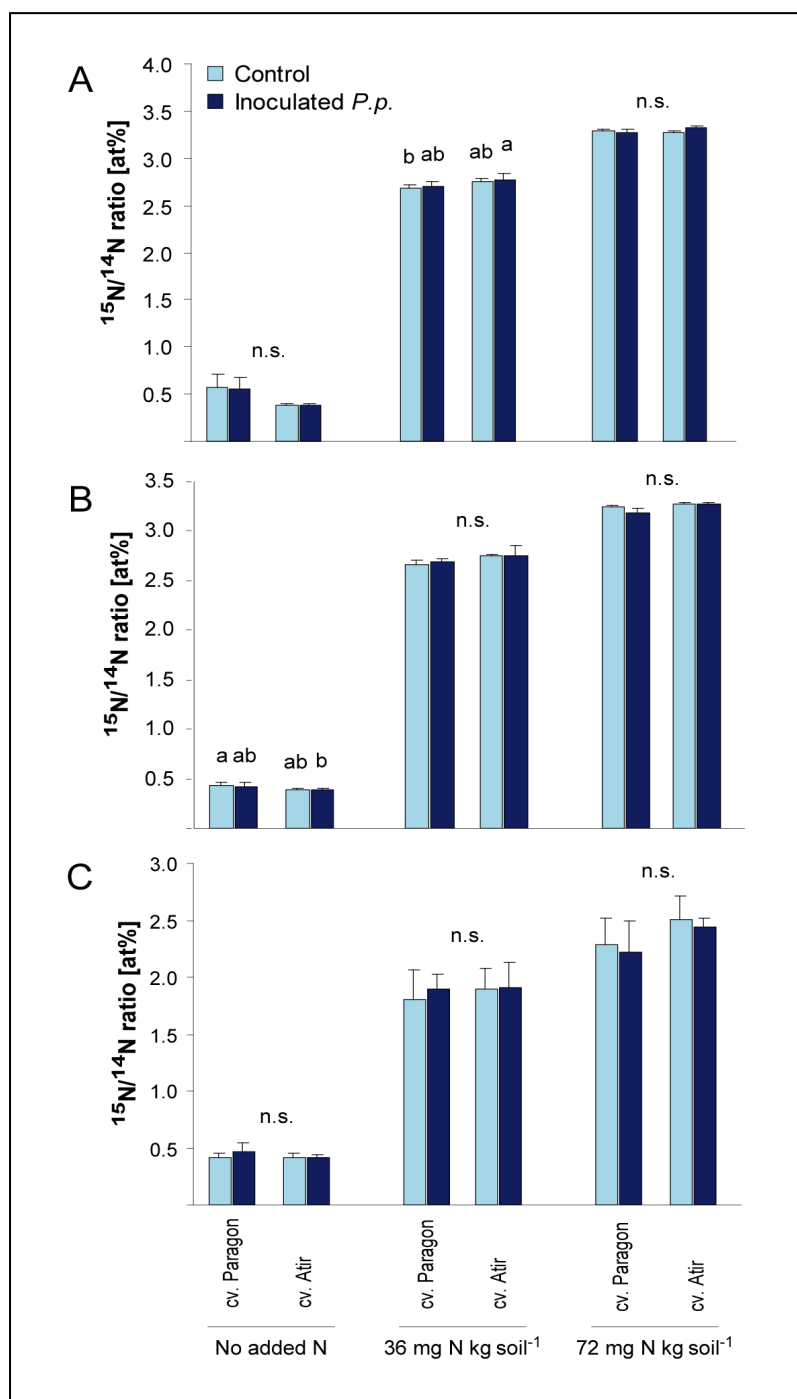 A
Control
Inoculated P.p.
¹⁵N/¹⁴N ratio [at%]
4.0
3.5
3.0
2.5
2.0
1.5
1.0
0.5
n.s.
b ab ab a
n.s.
B
¹⁵N/¹⁴N ratio [at%]
3.5
3.0
2.5
2.0
1.5
1.0
0.5
a ab ab b
n.s.
n.s.
C
¹⁵N/¹⁴N ratio [at%]
3.0
2.5
2.0
1.5
1.0
0.5
n.s.
n.s.
n.s.
cv. Paragon
cv. Atir
cv. Paragon
cv. Atir
cv. Paragon
cv. Atir
No added N
36 mg N kg soil⁻¹
72 mg N kg soil⁻¹